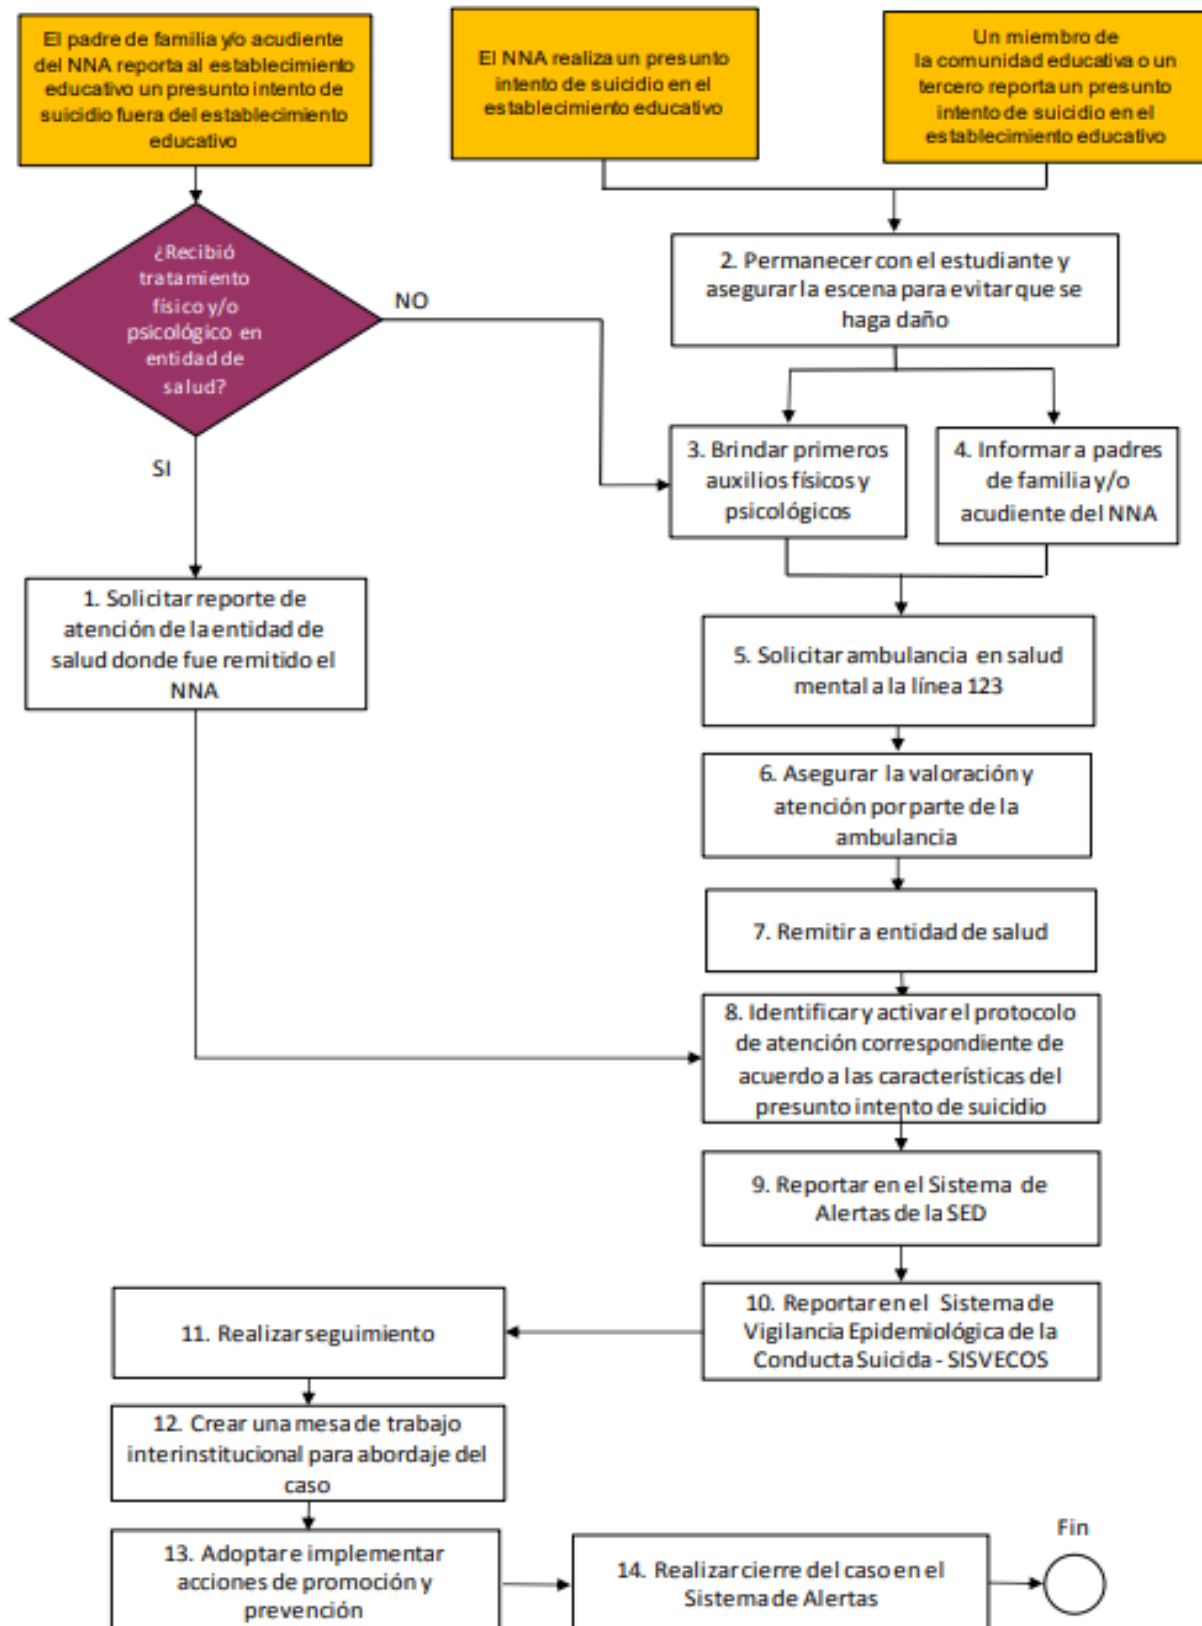 El padre de familia y/o acudiente
del NNA reporta al establecimiento
educativo un presunto intento de
suicidio fuera del establecimiento
educativo
El NNA realiza un presunto
intento de suicidio en el
establecimiento educativo
Un miembro de
la comunidad educativa o un
tercero reporta un presunto
intento de suicidio en el
establecimiento educativo
¿Recibió
tratamiento
físico y/o
psicológico en
entidad de
salud?
NO
SI
2. Permanecer con el estudiante y
asegurar la escena para evitar que se
haga daño
3. Brindar primeros
auxilios físicos y
psicológicos
4. Informar a padres
de familia y/o
acudiente del NNA
1. Solicitar reporte de
atención de la entidad de
salud donde fue remitido el
NNA
5. Solicitar ambulancia en salud
mental a la línea 123
6. Asegurar la valoración y
atención por parte de la
ambulancia
7. Remitir a entidad de salud
8. Identificar y activar el protocolo
de atención correspondiente de
acuerdo a las características del
presunto intento de suicidio
9. Reportar en el Sistema de
Alertas de la SED
10. Reportar en el Sistema de
Vigilancia Epidemiológica de la
Conducta Suicida - SISVECOS
11. Realizar seguimiento
12. Crear una mesa de trabajo
interinstitucional para abordaje del
caso
13. Adoptar e implementar
acciones de promoción y
prevención
14. Realizar cierre del caso en el
Sistema de Alertas
Fin